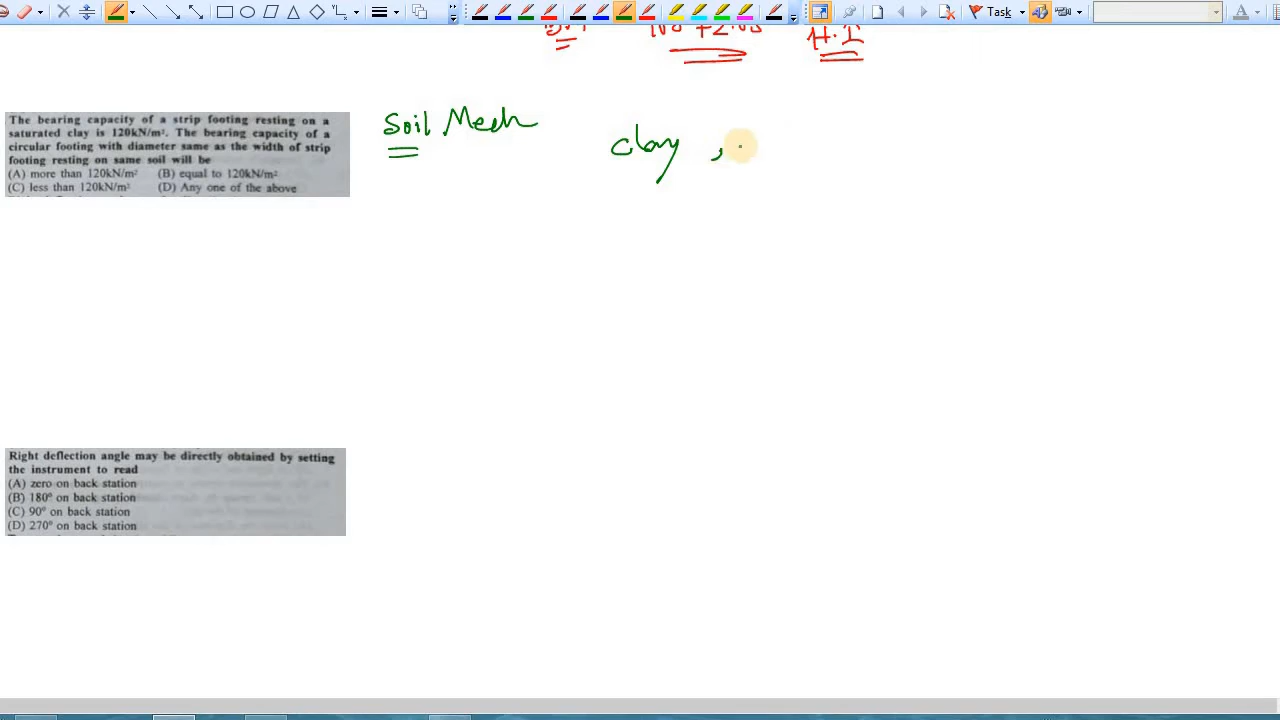 Task
A
H.I
Soil Mech
clay ,
The bearing capacity of a strip footing resting on a
saturated clay is 120kN/m². The bearing capacity of a
circular footing with diameter same as the width of strip
footing resting on same soil will be
(A) more than 120kN/m² (B) equal to 120kN/m²
(C) less than 120kN/m² (D) Any one of the above
Right deflection angle may be directly obtained by setting
the instrument to read
(A) zero on back station
(B) 180° on back station
(C) 90° on back station
(D) 270° on back station